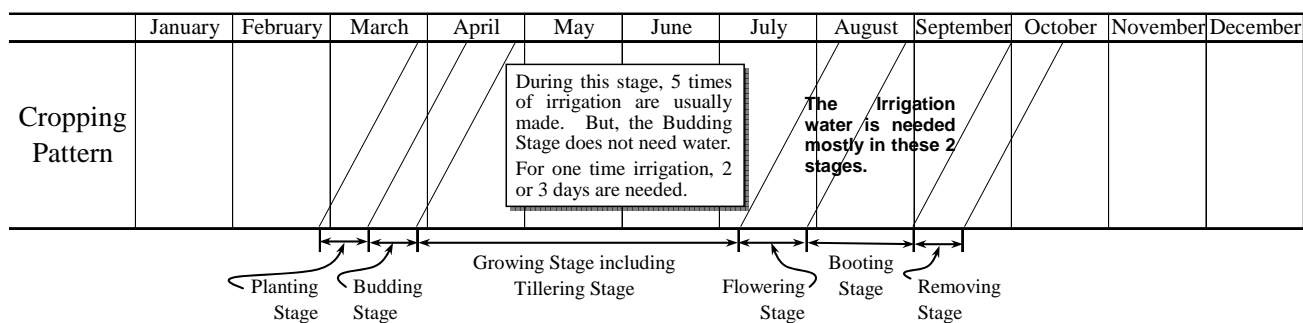 January February March April May June July August September October November December
Cropping
Pattern
During this stage, 5 times
of irrigation are usually
made. But, the Budding
Stage does not need water.
For one time irrigation, 2
or 3 days are needed.
The Irrigation
water is needed
mostly in these 2
stages.
Planting
Stage
Budding
Stage
Growing Stage including
Tillering Stage
Flowering
Stage
Booting
Stage
Removing
Stage